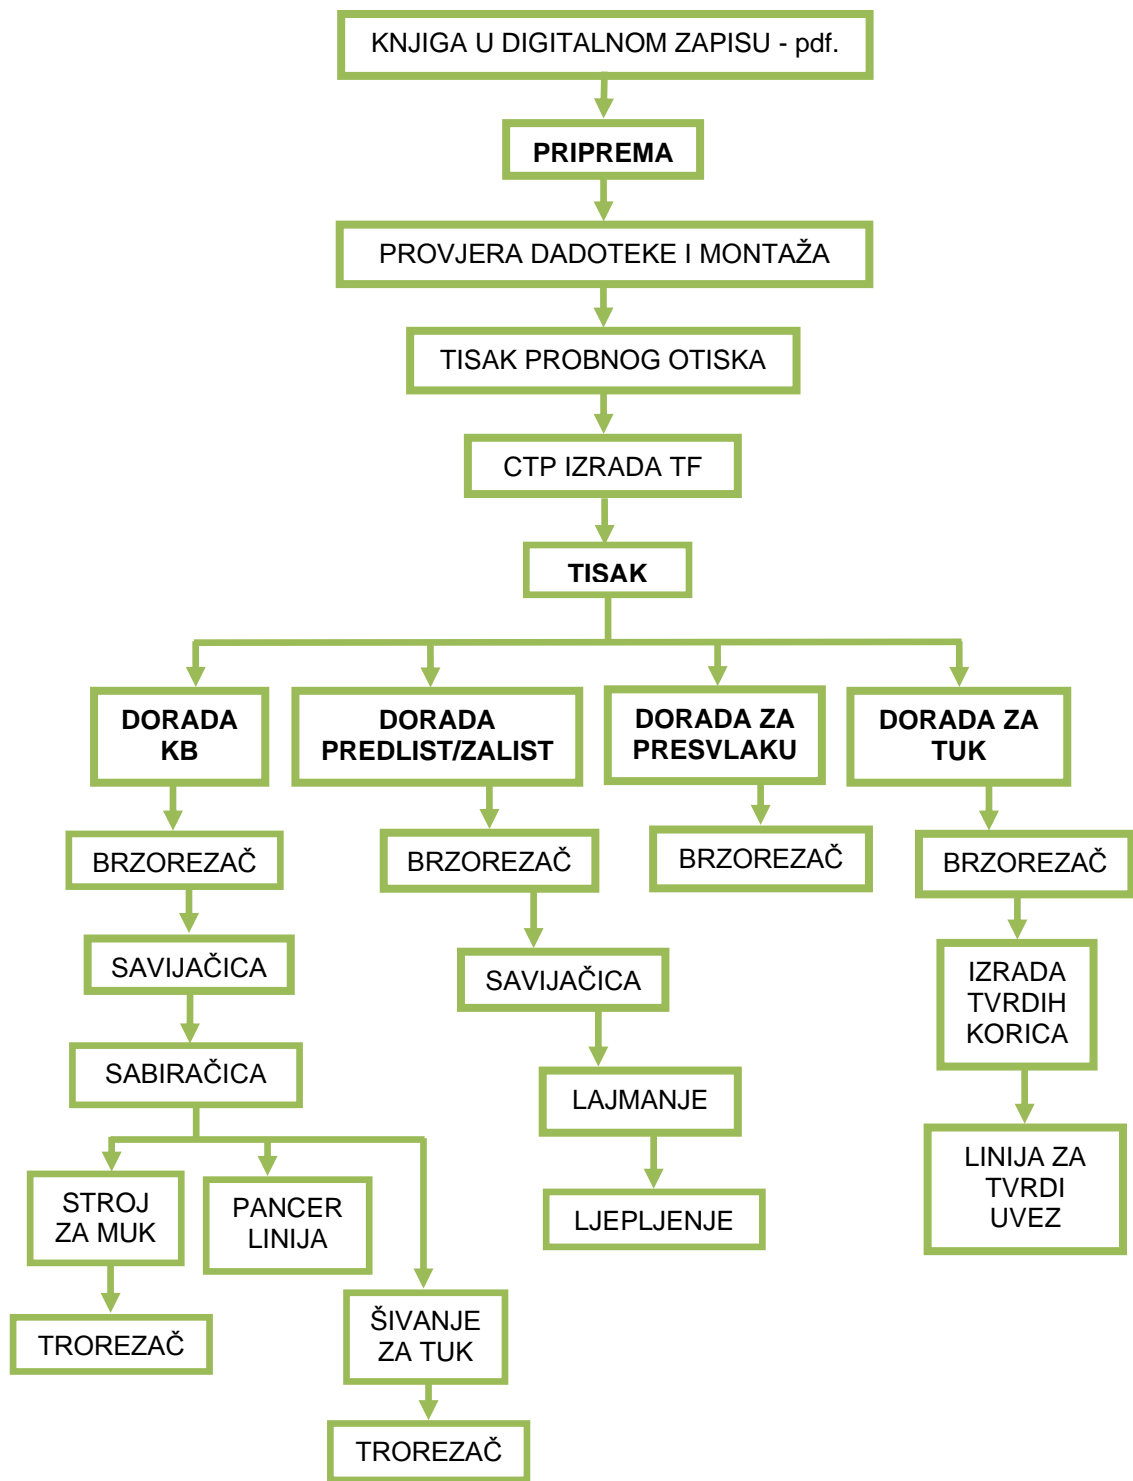 KNJIGA U DIGITALNOM ZAPISU - pdf.
PRIPREMA
PROVJERA DADOTEKE I MONTAŽA
TISAK PROBNOG OTISKA
CTP IZRADA TF
TISAK
DORADA
KB
DORADA
PREDLIST/ZALIST
DORADA ZA
PRESVLAKU
DORADA ZA
TUK
BRZOREZAČ
BRZOREZAČ
BRZOREZAČ
BRZOREZAČ
SAVIJAČICA
SAVIJAČICA
IZRADA
TVRDIH
KORICA
SABIRAČICA
LAJMANJE
STROJ
ZA MUK
PANCER
LINIJA
LJEPLJENJE
LINIJA ZA
TVRDI
UVEZ
TROREZAČ
ŠIVANJE
ZA TUK
TROREZAČ